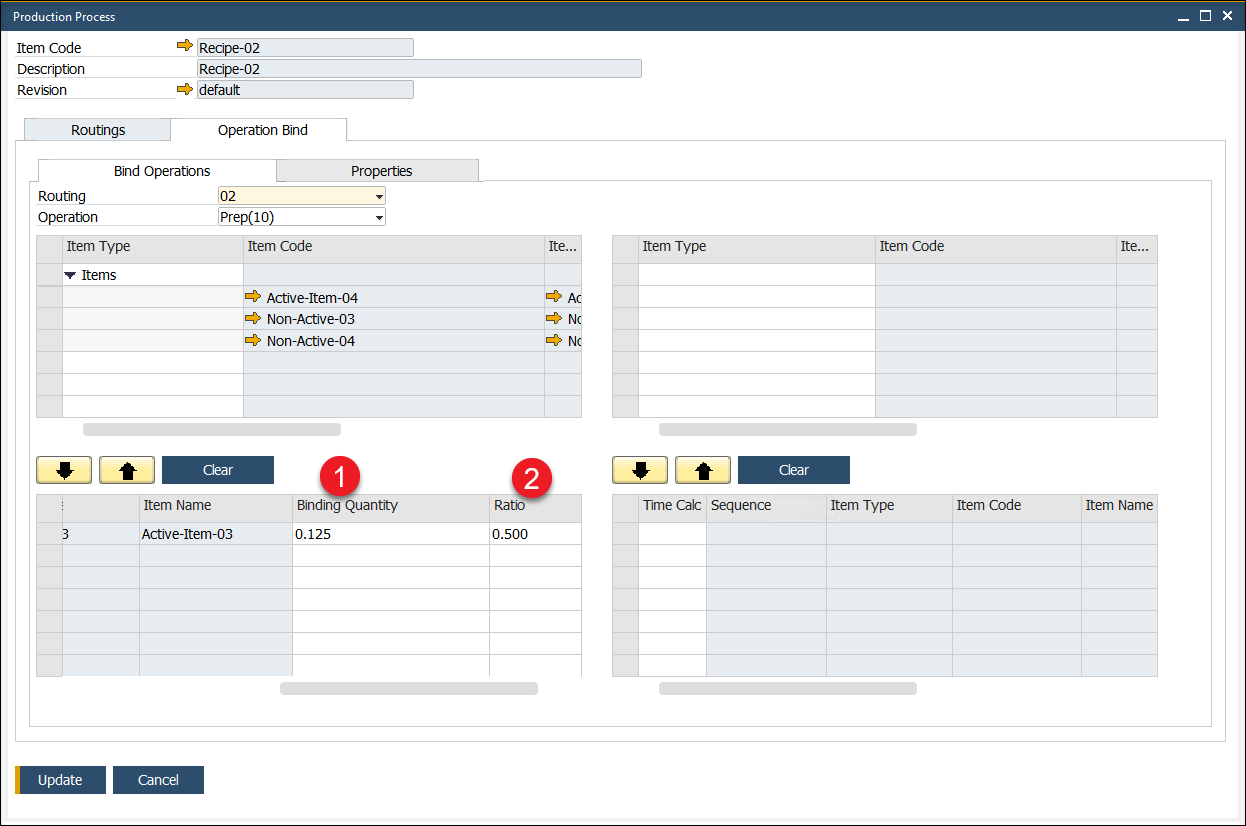 Production Process
Item Code Recipe-02
Description Recipe-02
Revision default
Routings Operation Bind
Bind Operations Properties
Routing 02
Operation Prep(10)
Item Type Item Code Ite... Item Type Item Code Ite...
Items
Active-Item-04 Ac
Non-Active-03 Nc
Non-Active-04 Nc
Clear 1 2 Clear
Item Name Binding Quantity Ratio Time Calc Sequence Item Type Item Code Item Name
3 Active-Item-03 0.125 0.500
Update Cancel